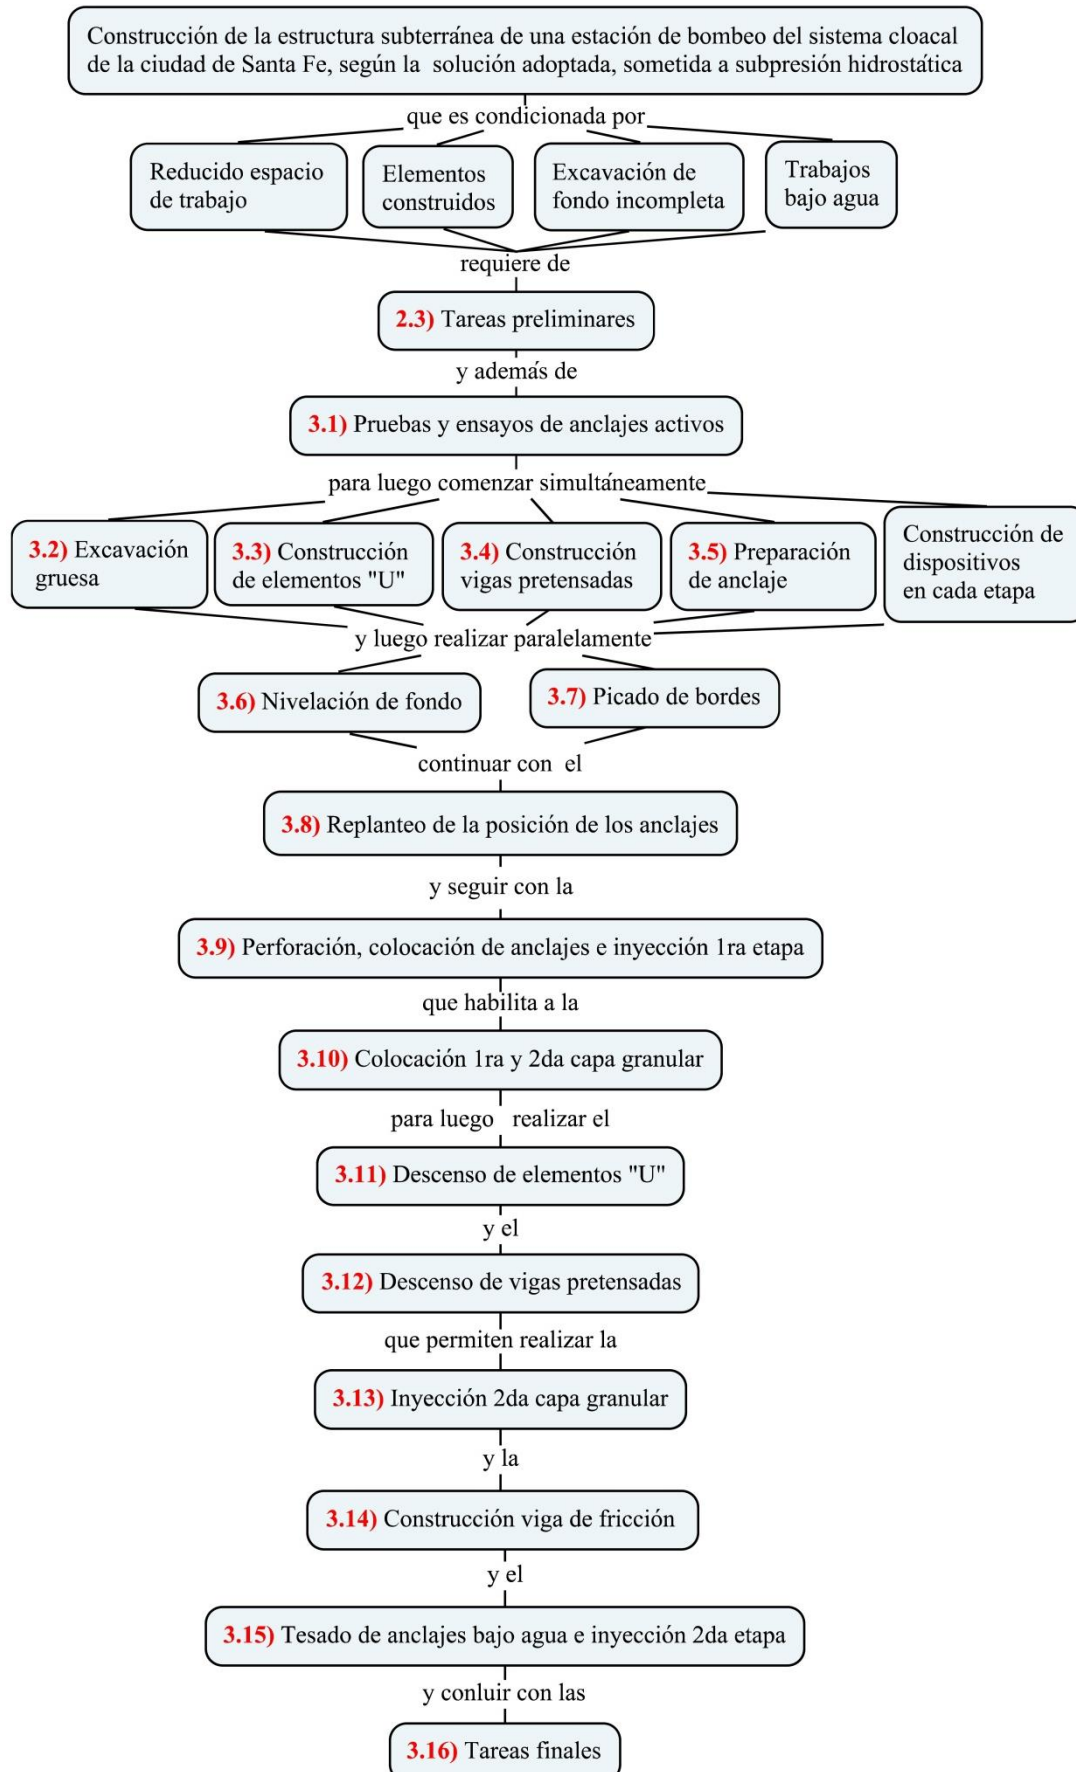 Construcción de la estructura subterránea de una estación de bombeo del sistema cloacal
de la ciudad de Santa Fe, según la solución adoptada, sometida a subpresión hidrostática
que es condicionada por
Reducido espacio
de trabajo
Elementos
construidos
Excavación de
fondo incompleta
Trabajos
bajo agua
requiere de
2.3) Tareas preliminares
y además de
3.1) Pruebas y ensayos de anclajes activos
para luego comenzar simultáneamente
3.2) Excavación
gruesa
3.3) Construcción
de elementos "U"
3.4) Construcción
vigas pretensadas
3.5) Preparación
de anclaje
Construcción de
dispositivos
en cada etapa
y luego realizar paralelamente
3.6) Nivelación de fondo
3.7) Picado de bordes
continuar con el
3.8) Replanteo de la posición de los anclajes
y seguir con la
3.9) Perforación, colocación de anclajes e inyección 1ra etapa
que habilita a la
3.10) Colocación 1ra y 2da capa granular
para luego realizar el
3.11) Descenso de elementos "U"
y el
3.12) Descenso de vigas pretensadas
que permiten realizar la
3.13) Inyección 2da capa granular
y la
3.14) Construcción viga de fricción
y el
3.15) Tesado de anclajes bajo agua e inyección 2da etapa
y conluir con las
3.16) Tareas finales